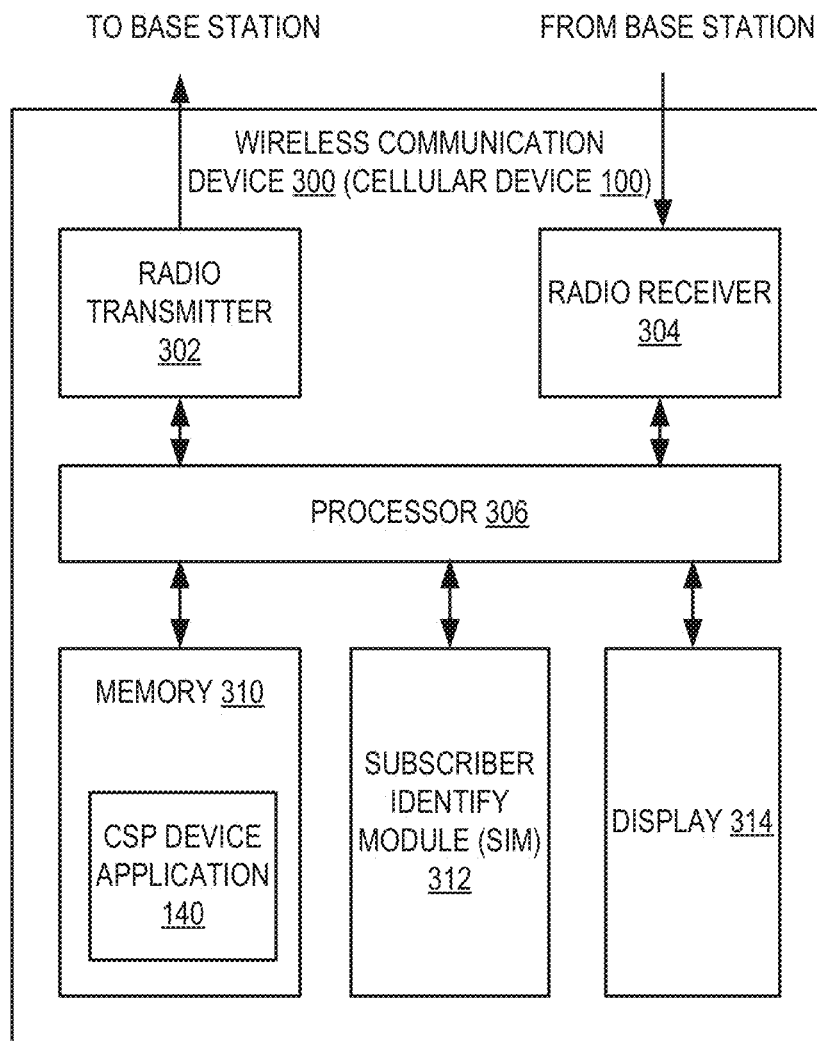 TO BASE STATION
FROM BASE STATION
WIRELESS COMMUNICATION
DEVICE 300 (CELLULAR DEVICE 100)
RADIO
TRANSMITTER
302
RADIO RECEIVER
304
PROCESSOR 306
MEMORY 310
CSP DEVICE
APPLICATION
140
SUBSCRIBER
IDENTIFY
MODULE (SIM)
312
DISPLAY 314